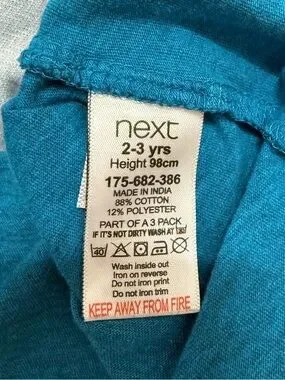 next
2-3 yrs
Height 98cm
175-682-386
MADE IN INDIA
88% COTTON
12% POLYESTER
PART OF A 3 PACK
IF IT'S NOT DIRTY WASH AT 30
40
Wash inside out
Iron on reverse
Do not iron print
Do not iron trim
KEEP AWAY FROM FIRE